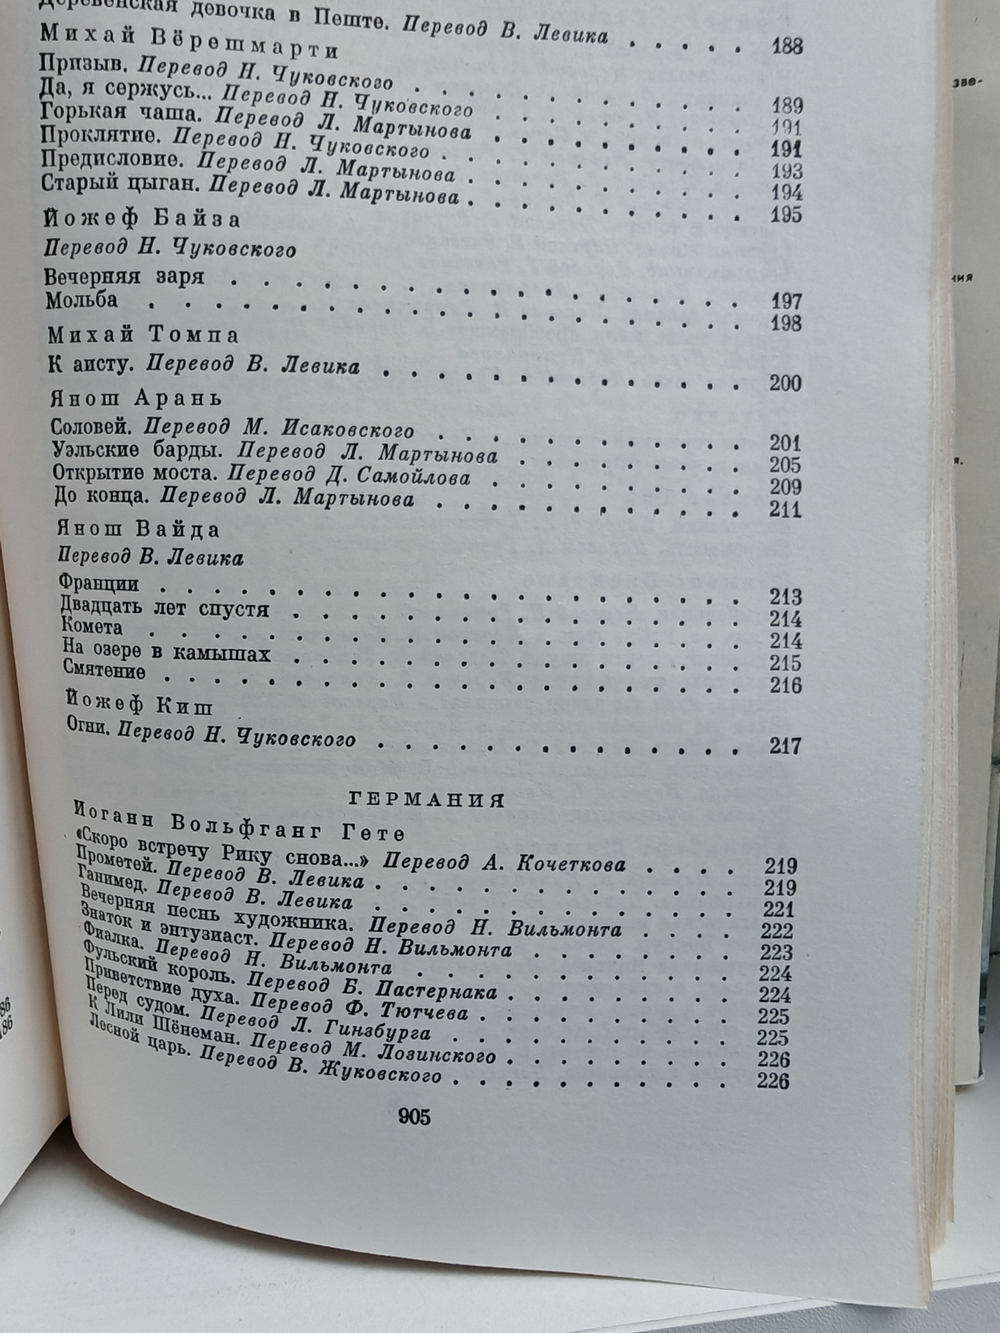 Деревенская девочка в Пеште. Перевод В. Левика . . . . . 188
Михай Вёрешмарти
Призыв. Перевод Н. Чуковского . . . . . . . . . . . . 189
Да, я сержусь... Перевод Н. Чуковского . . . . . . . . . 191
Горькая чаша. Перевод Л. Мартынова . . . . . . . . . 191
Проклятие. Перевод Н. Чуковского . . . . . . . . . . . 193
Предисловие. Перевод Л. Мартынова . . . . . . . . . . 194
Старый цыган. Перевод Л. Мартынова . . . . . . . . . . 195
Йожеф Байза
Перевод Н. Чуковского
Вечерняя заря . . . . . . . . . . . . . . . . . . . 197
Мольба . . . . . . . . . . . . . . . . . . . . . . 198
Михай Томпа
К аисту. Перевод В. Левика . . . . . . . . . . . . . 200
Янош Арань
Соловей. Перевод М. Исаковского . . . . . . . . . . . 201
Уэльские барды. Перевод Л. Мартынова . . . . . . . . 205
Открытие моста. Перевод Д. Самойлова . . . . . . . . . 209
До конца. Перевод Л. Мартынова . . . . . . . . . . . 211
Янош Вайда
Перевод В. Левика
Франции . . . . . . . . . . . . . . . . . . . . . . 213
Двадцать лет спустя . . . . . . . . . . . . . . . . . 214
Комета . . . . . . . . . . . . . . . . . . . . . . 214
На озере в камышах . . . . . . . . . . . . . . . . . 215
Смятение . . . . . . . . . . . . . . . . . . . . . 216
Йожеф Киш
Огни. Перевод Н. Чуковского . . . . . . . . . . . . . . 217
ГЕРМАНИЯ
Иоганн Вольфганг Гете
«Скоро встречу Рику снова...» Перевод А. Кочеткова . . . . 219
Прометей. Перевод В. Левика . . . . . . . . . . . . . 219
Ганимед. Перевод В. Левика . . . . . . . . . . . . . 221
Вечерняя песнь художника. Перевод Н. Вильмонта . . . . 222
Знаток и энтузиаст. Перевод Н. Вильмонта . . . . . . . . 223
Фиалка. Перевод Н. Вильмонта . . . . . . . . . . . . 224
Фульский король. Перевод Б. Пастернака . . . . . . . . . 224
Приветствие духа. Перевод Ф. Тютчева . . . . . . . . . . 225
Перед судом. Перевод Л. Гинзбурга . . . . . . . . . . . 225
К Лили Шёнеман. Перевод М. Лозинского . . . . . . . . . 226
Лесной царь. Перевод В. Жуковского . . . . . . . . . . . 226
905
186